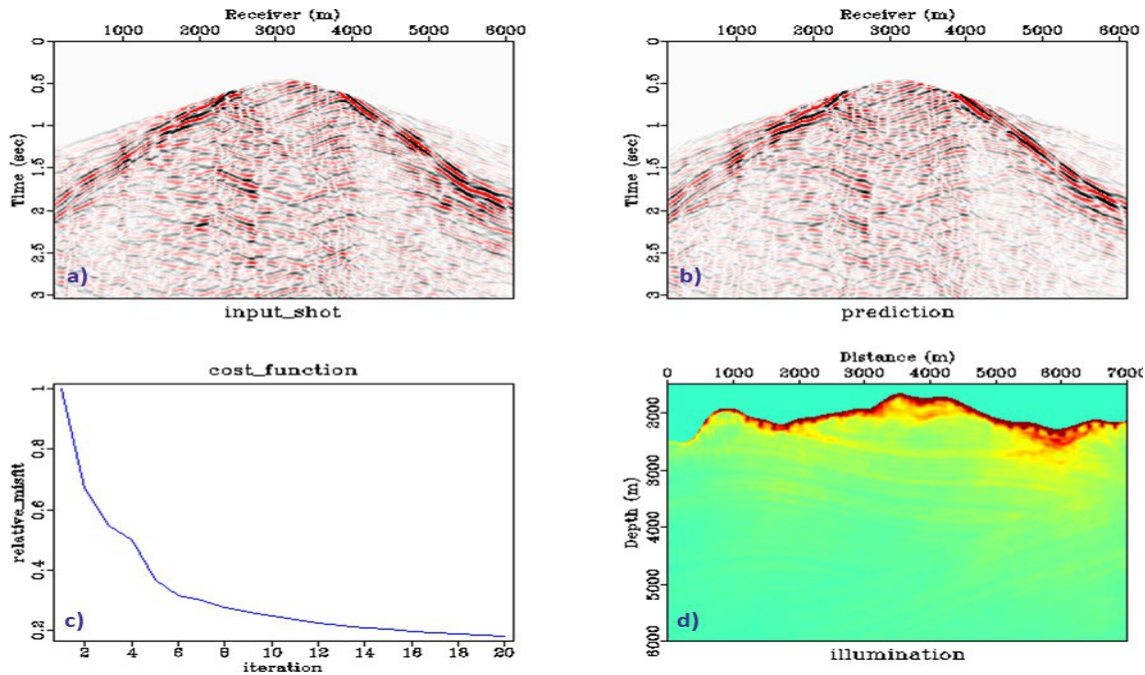 Receiver (m)
1000 2000 3000 4000 5000 6000
0 0.5 1 1.5 2 2.5 3
Time (sec)
a)
input_shot
Receiver (m)
1000 2000 3000 4000 5000 6000
0 0.5 1 1.5 2 2.5 3
Time (sec)
b)
prediction
cost_function
1 0.8 0.6 0.4 0.2
relative_misfit
c)
2 4 6 8 10 12 14 16 18 20
iteration
Distance (m)
0 1000 2000 3000 4000 5000 6000 7000
2000 3000 4000 5000 6000
Depth (m)
d)
illumination